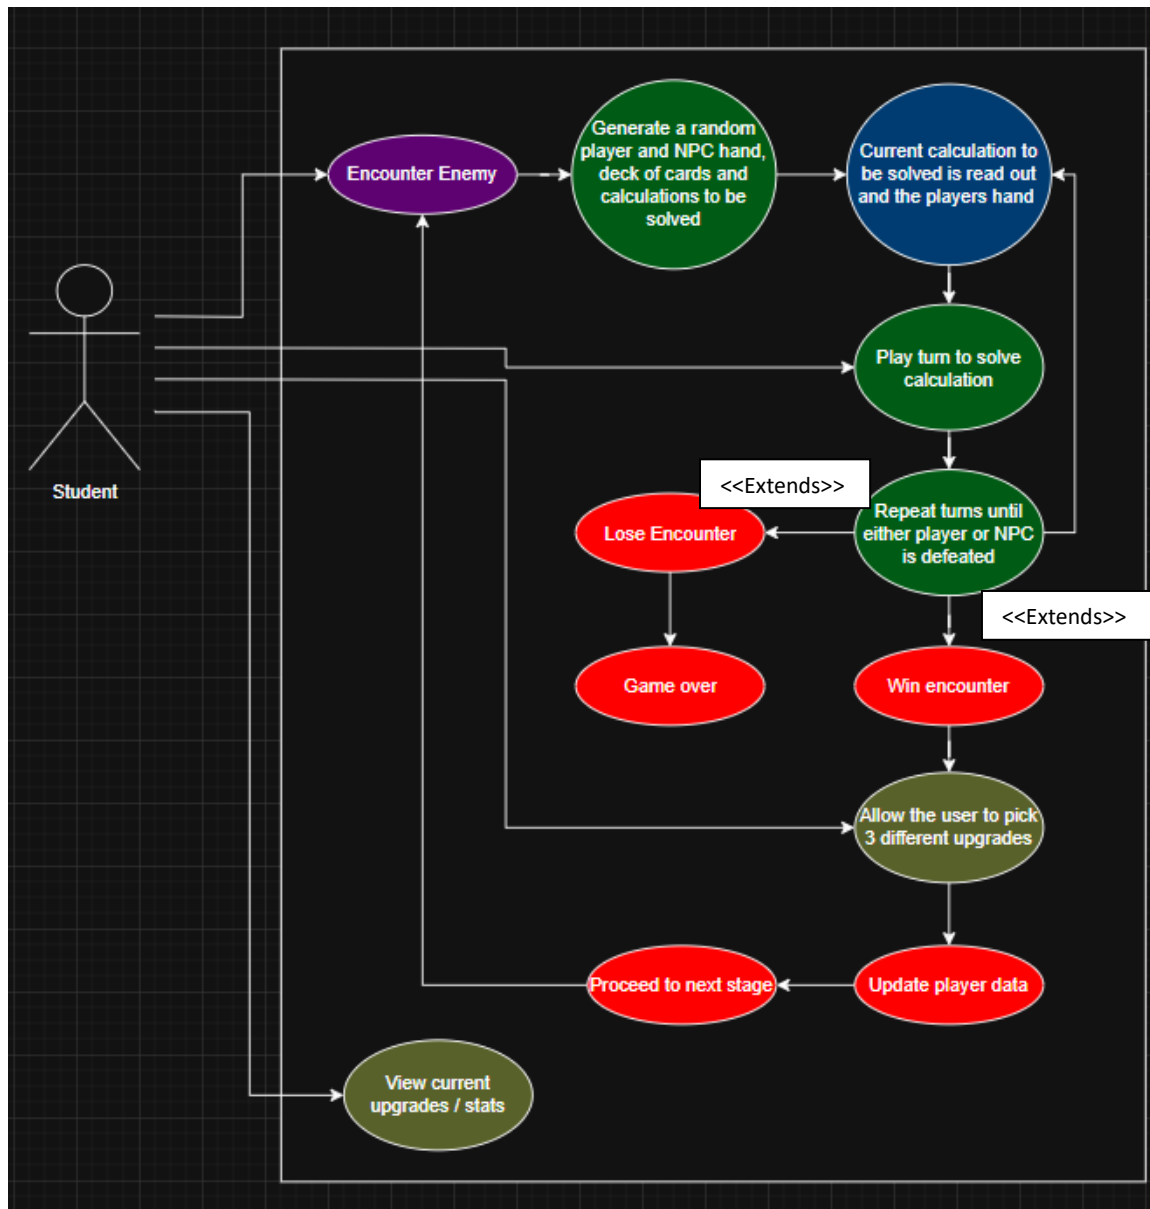 Encounter Enemy
Generate a random
player and NPC hand,
deck of cards and
calculations to be
solved
Current calculation to
be solved is read out
and the players hand
Play turn to solve
calculation
Student
<<Extends>>
Lose Encounter
Repeat turns until
either player or NPC
is defeated
<<Extends>>
Game over
Win encounter
Allow the user to pick
3 different upgrades
Proceed to next stage
Update player data
View current
upgrades / stats